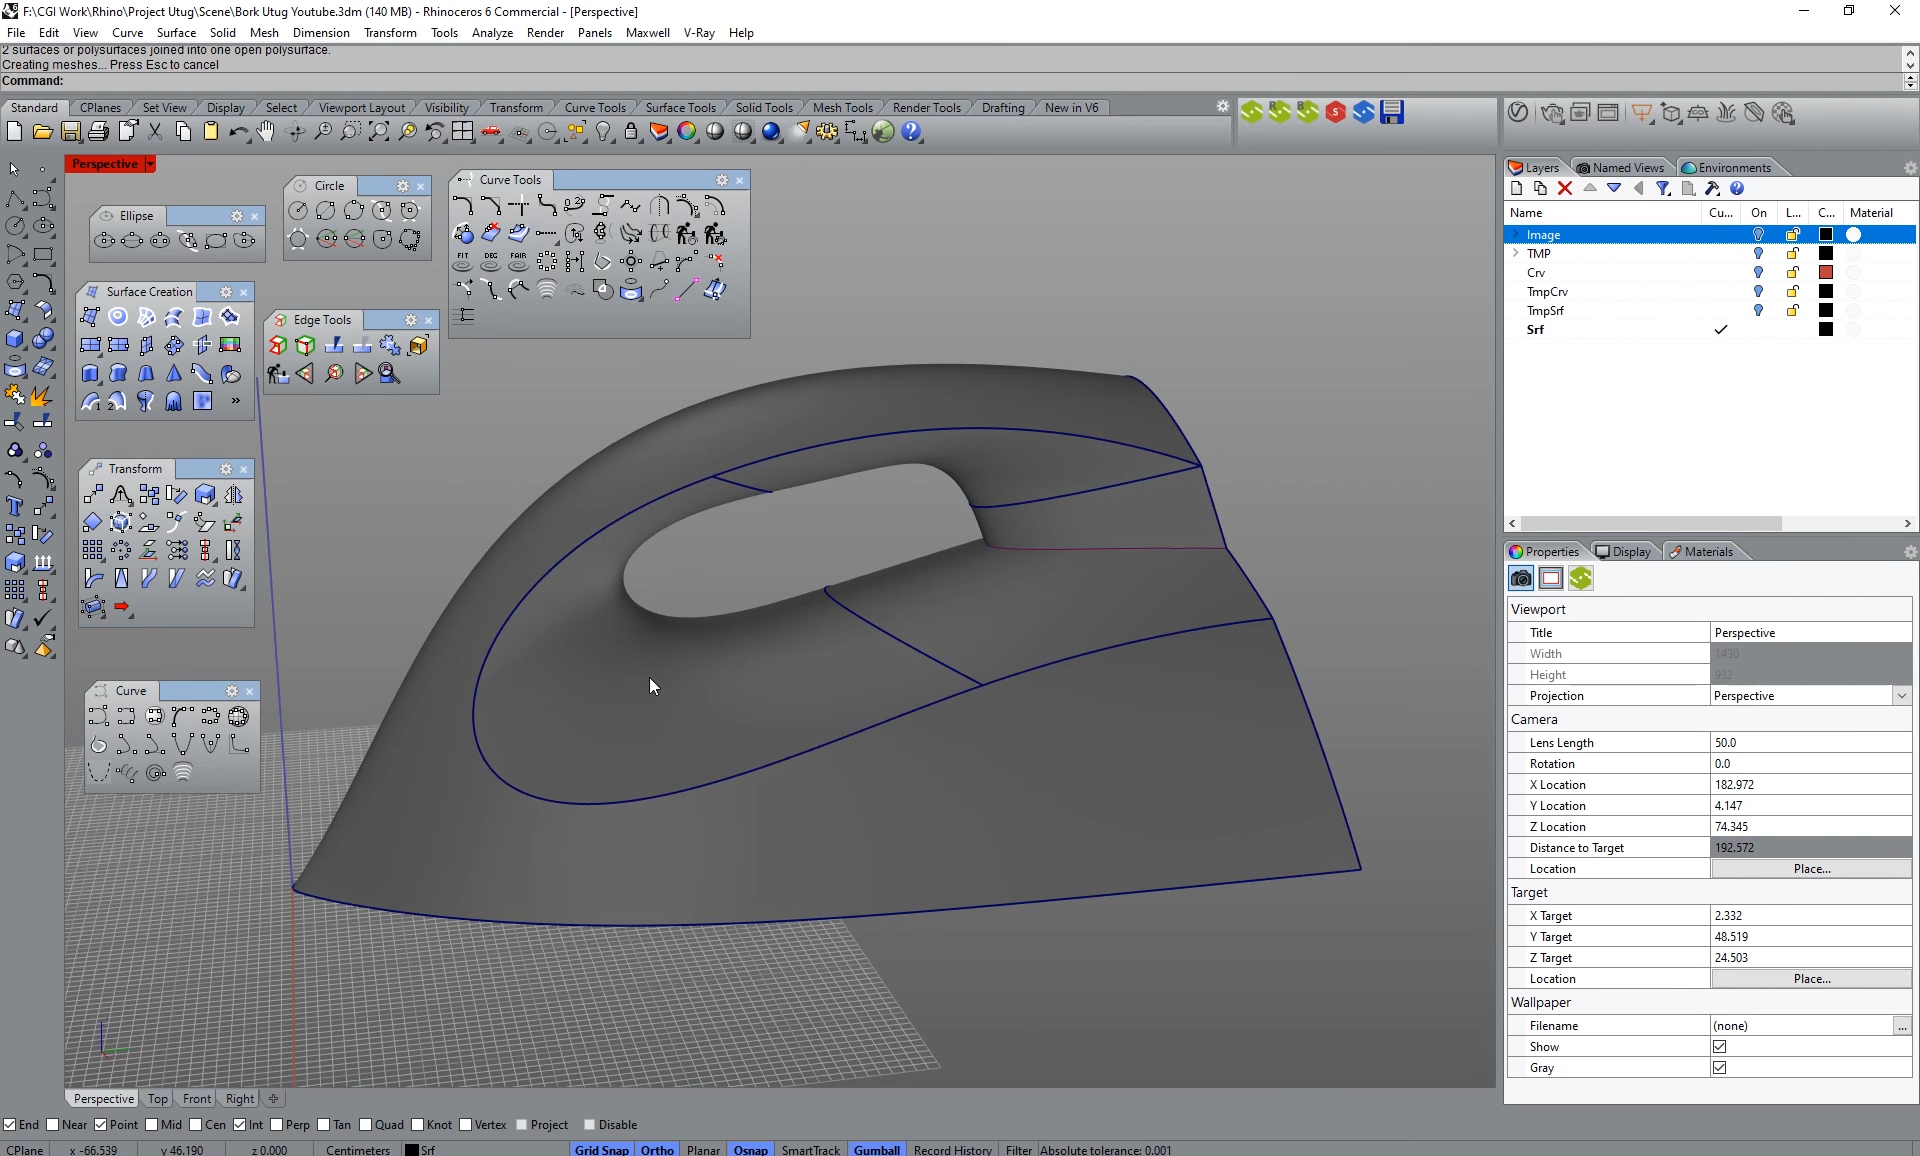 F:\CGI Work\Rhino\Project Utug\Scene\Bork Utug Youtube.3dm (140 MB) - Rhinoceros 6 Commercial - [Perspective]
File Edit View Curve Surface Solid Mesh Dimension Transform Tools Analyze Render Panels Maxwell V-Ray Help
2 surfaces or polysurfaces joined into one open polysurface.
Creating meshes... Press Esc to cancel
Command:
Standard CPlanes Set View Display Select Viewport Layout Visibility Transform Curve Tools Surface Tools Solid Tools Mesh Tools Render Tools Drafting New in V6
Perspective
Ellipse
Circle
Curve Tools
FIT DEG FAIR
Surface Creation
Edge Tools
Transform
Curve
Layers Named Views Environments
Name Cu... On L... C... Material
Image
TMP
Crv
TmpCrv
TmpSrf
Srf
Properties Display Materials
Viewport
Title Perspective
Width 1430
Height 932
Projection Perspective
Camera
Lens Length 50.0
Rotation 0.0
X Location 182.972
Y Location 4.147
Z Location 74.345
Distance to Target 192.572
Location Place...
Target
X Target 2.332
Y Target 48.519
Z Target 24.503
Location Place...
Wallpaper
Filename (none) ...
Show
Gray
Perspective Top Front Right
End Near Point Mid Cen Int Perp Tan Quad Knot Vertex Project Disable
CPlane x -66.539 y 46.190 z 0.000 Centimeters Srf Grid Snap Ortho Planar Osnap SmartTrack Gumball Record History Filter Absolute tolerance: 0.001